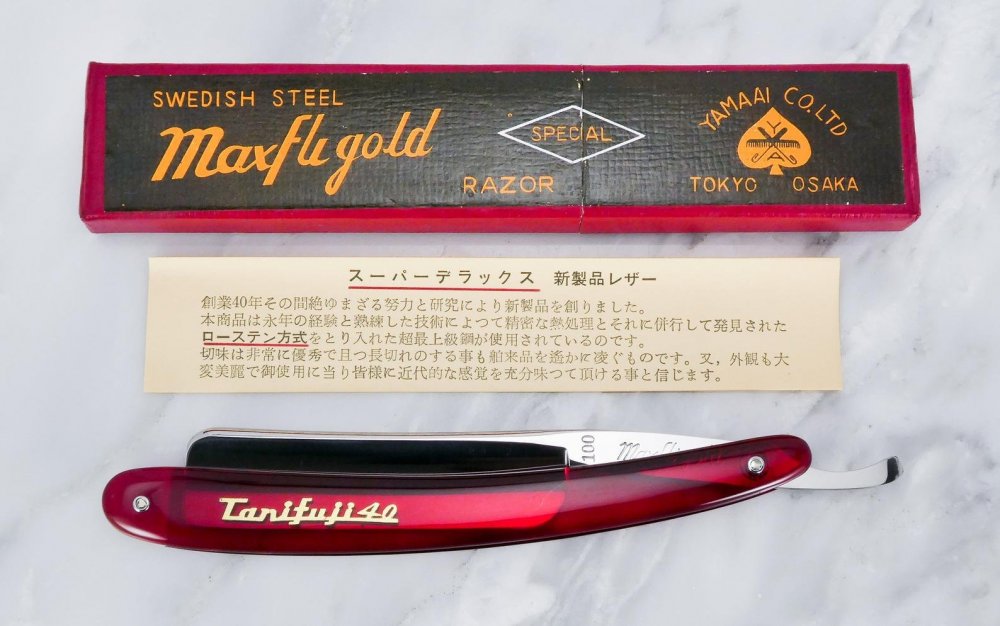 SWEDISH STEEL
Maxfli gold
SPECIAL
RAZOR
YAMAAI CO.LTD
TOKYO OSAKA
スーパーデラックス 新製品レザー
創業40年その間絶ゆまざる努力と研究により新製品を創りました。
本商品は永年の経験と熟練した技術によつて精密な熱処理とそれに併行して発見された
ローステン方式をとり入れた超最上級鋼が使用されているのです。
切味は非常に優秀で且つ長切れのする事も舶来品を遥かに凌ぐものです。又，外観も大
変美麗で御使用に当り皆様に近代的な感覚を充分味つて頂ける事と信じます。
100
Maxfli
Tanifuji 40